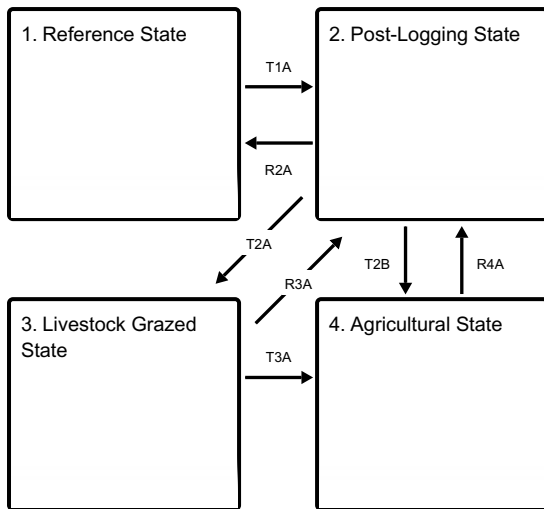 1. Reference State
2. Post-Logging State
T1A
R2A
T2A
R3A
T2B
R4A
3. Livestock Grazed
State
4. Agricultural State
T3A